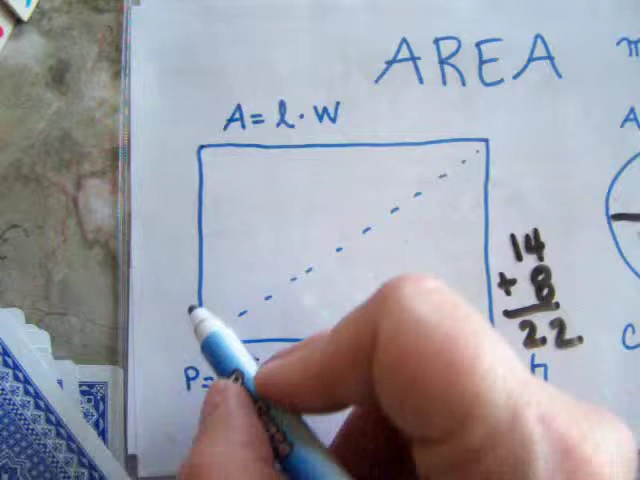 AREA
A = l · W
14
+ 8
22
P=